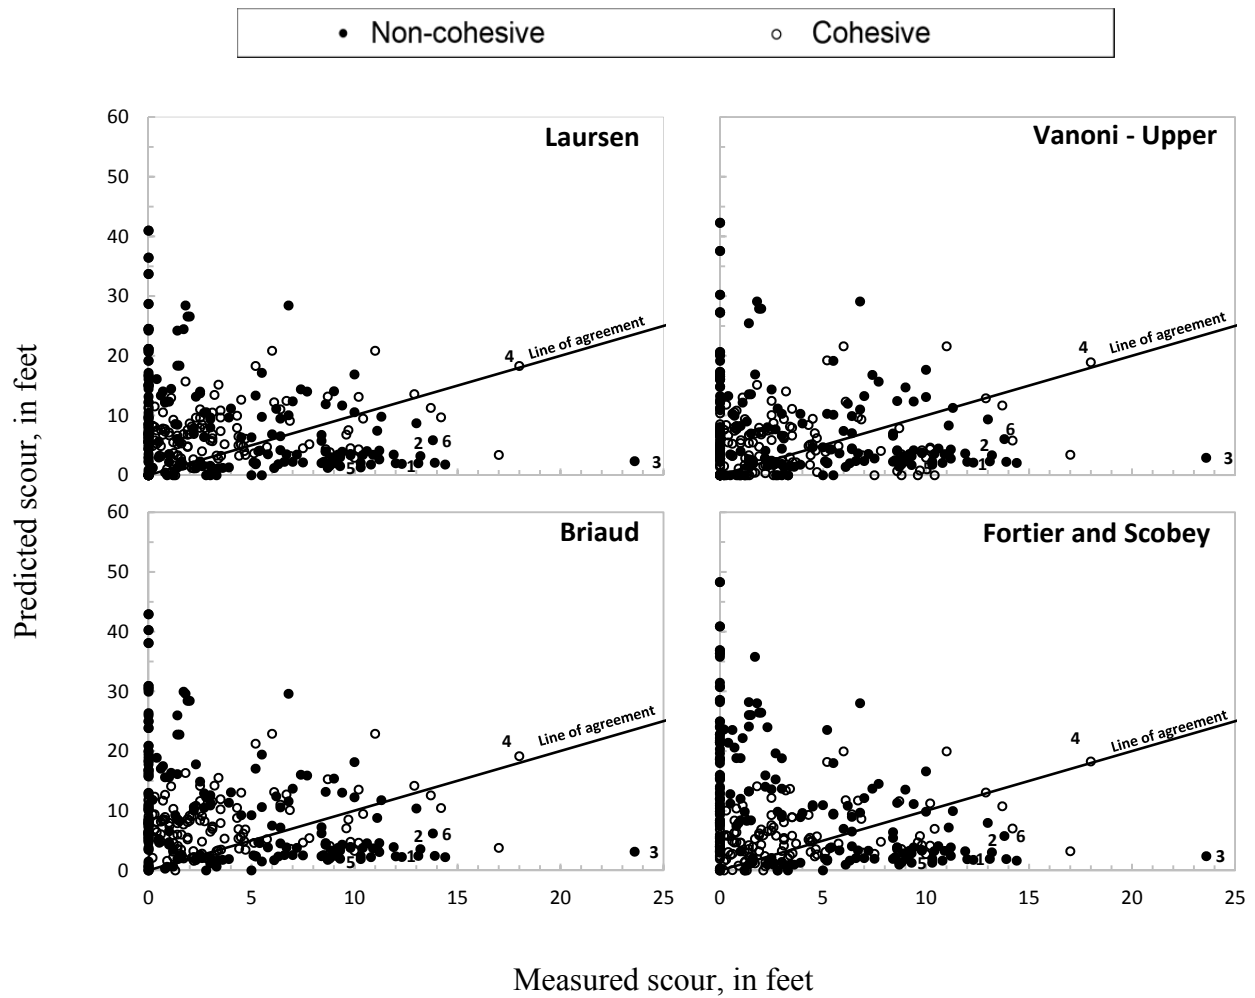 Non-cohesive Cohesive
Predicted scour, in feet
60
50
40
30
20
10
0
Laursen
Line of agreement
4
2
6
5
1
3
Vanoni - Upper
Line of agreement
4
6
2
1
3
60
50
40
30
20
10
0
Briaud
Line of agreement
4
2
6
5
1
3
0 5 10 15 20 25
Fortier and Scobey
Line of agreement
4
2
6
5
1
3
0 5 10 15 20 25
Measured scour, in feet